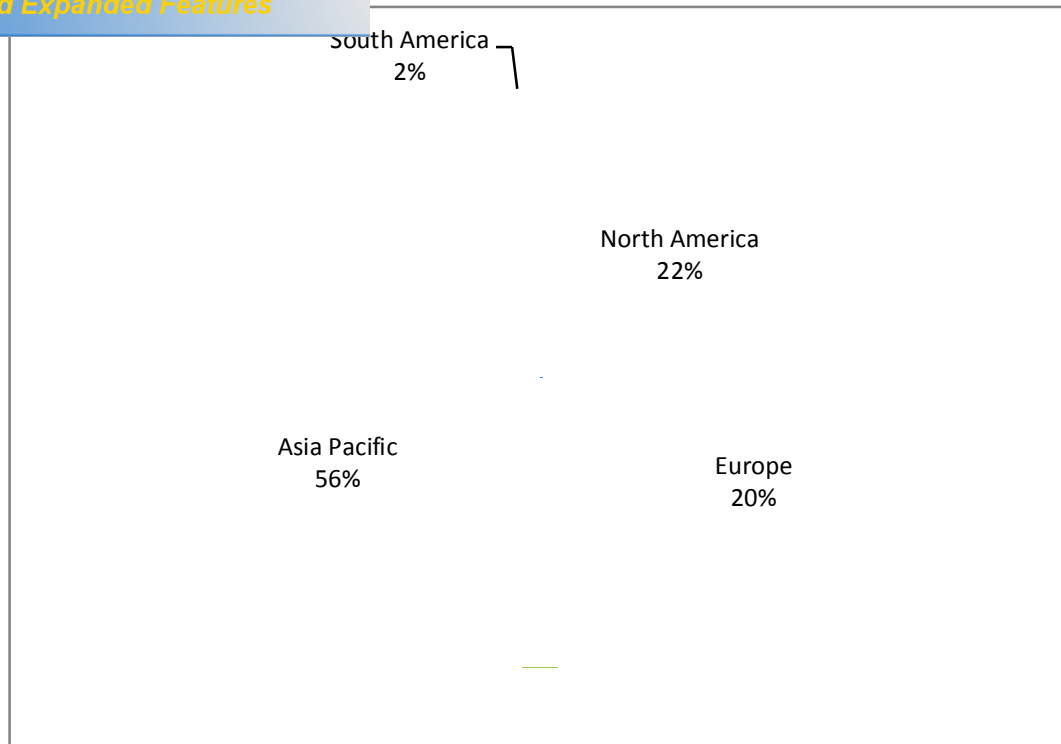 d Expanded Features
South America
2%
North America
22%
Asia Pacific
56%
Europe
20%